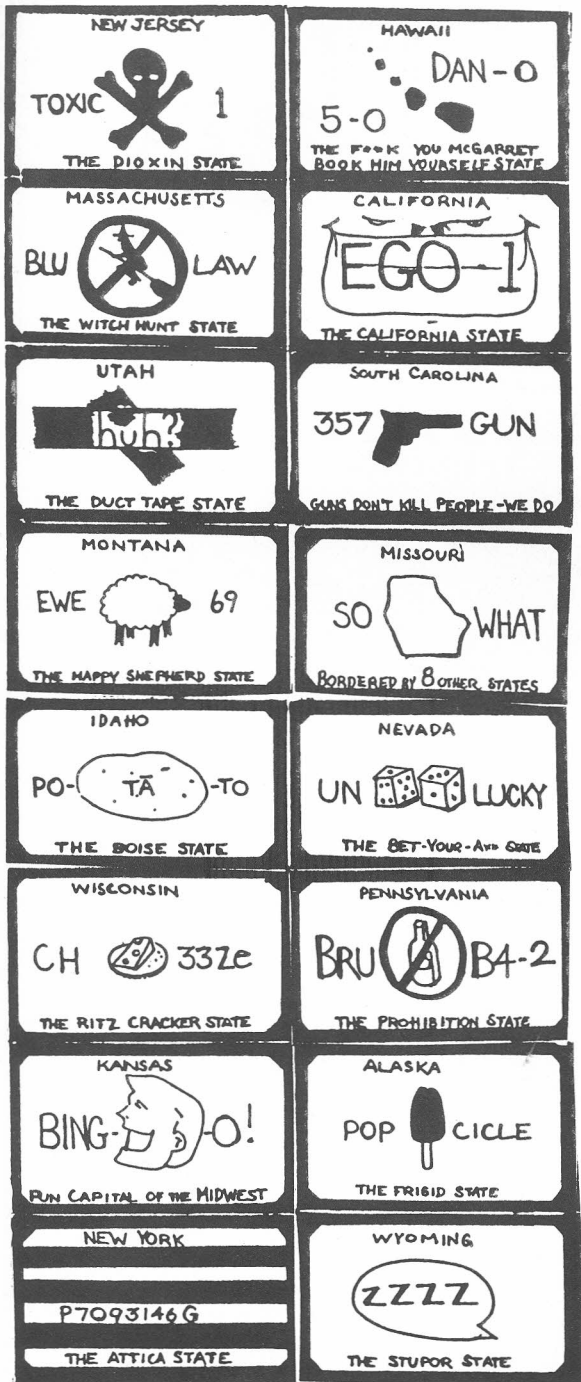 NEW JERSEY
TOXIC 1
THE DIOXIN STATE
HAWAII
DAN-O
5-O
THE F**K YOU MCGARRET
BOOK HIM YOURSELF STATE
MASSACHUSETTS
BLU LAW
THE WITCH HUNT STATE
CALIFORNIA
EGO-1
THE CALIFORNIA STATE
UTAH
huh?
THE DUCT TAPE STATE
SOUTH CAROLINA
357 GUN
GUNS DON'T KILL PEOPLE-WE DO
MONTANA
EWE 69
THE HAPPY SHEPHERD STATE
MISSOURI
SO WHAT
BORDERED BY 8 OTHER STATES
IDAHO
PO- TĀ -TO
THE BOISE STATE
NEVADA
UN LUCKY
THE BET-YOUR-A** STATE
WISCONSIN
CH 33Ze
THE RITZ CRACKER STATE
PENNSYLVANIA
BRU B4-2
THE PROHIBITION STATE
KANSAS
BING- -O!
FUN CAPITAL OF THE MIDWEST
ALASKA
POP CICLE
THE FRIGID STATE
NEW YORK
P7093146G
THE ATTICA STATE
WYOMING
ZZZZ
THE STUPOR STATE